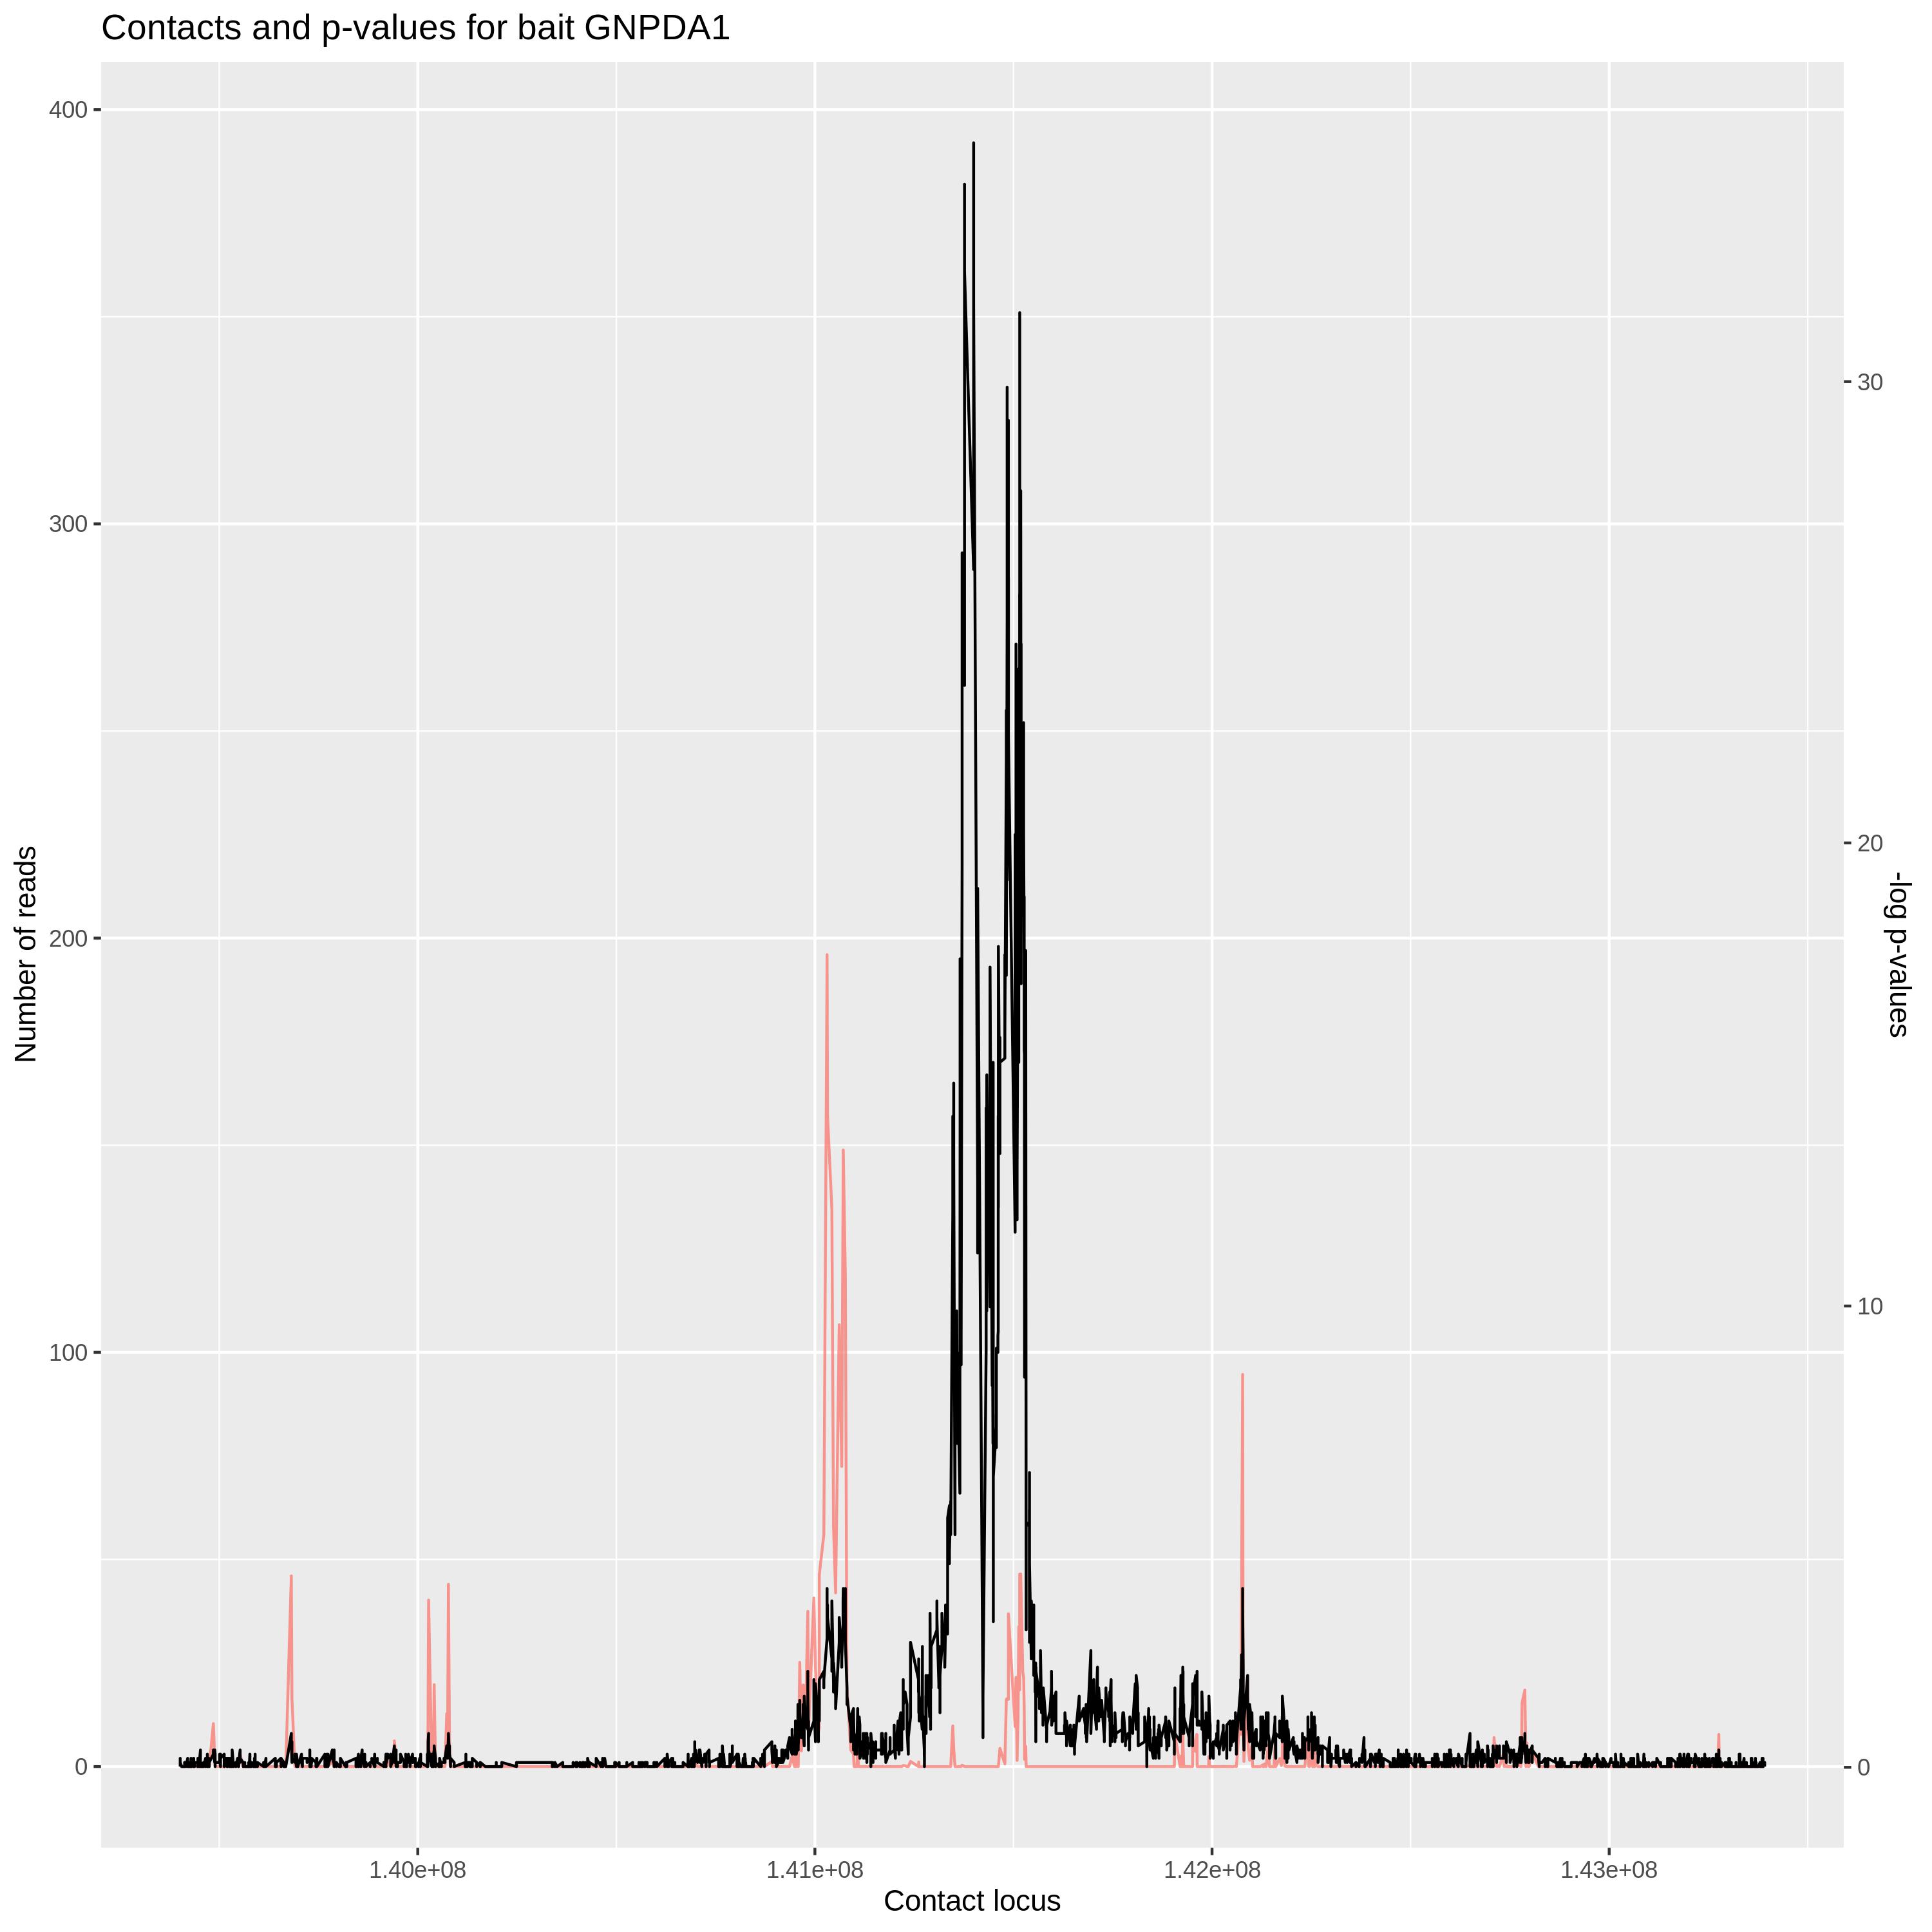 Contacts and p-values for bait GNPDA1
400
300
200
100
0
Number of reads
30
20
10
0
-log p-values
1.40e+08
1.41e+08
1.42e+08
1.43e+08
Contact locus